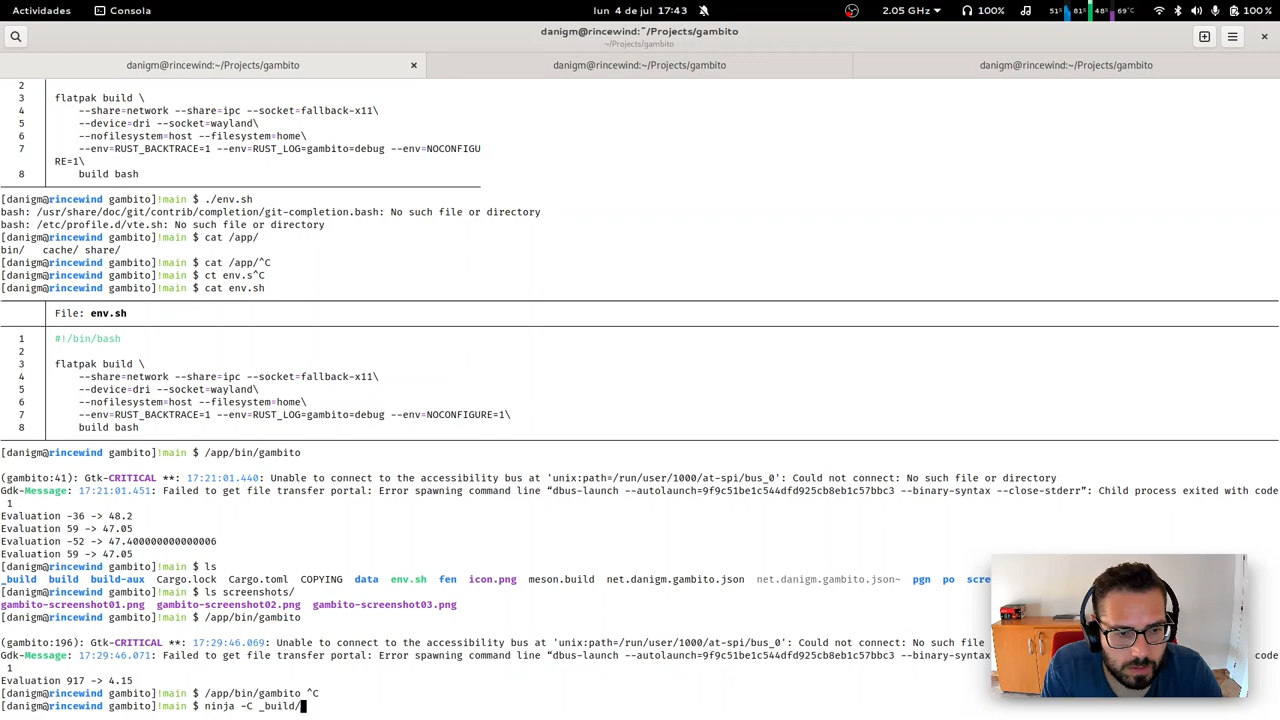 Actividades Consola lun 4 de jul 17:43 2.05 GHz 100% 51% 81% 48% 69°C 100 %
danigm@rincewind:~/Projects/gambito
~/Projects/gambito
danigm@rincewind:~/Projects/gambito danigm@rincewind:~/Projects/gambito danigm@rincewind:~/Projects/gambito
2
3 flatpak build \
4 --share=network --share=ipc --socket=fallback-x11\
5 --device=dri --socket=wayland\
6 --nofilesystem=host --filesystem=home\
7 --env=RUST_BACKTRACE=1 --env=RUST_LOG=gambito=debug --env=NOCONFIGU
RE=1\
8 build bash
[danigm@rincewind gambito]!main $ ./env.sh
bash: /usr/share/doc/git/contrib/completion/git-completion.bash: No such file or directory
bash: /etc/profile.d/vte.sh: No such file or directory
[danigm@rincewind gambito]!main $ cat /app/
bin/ cache/ share/
[danigm@rincewind gambito]!main $ cat /app/^C
[danigm@rincewind gambito]!main $ ct env.s^C
[danigm@rincewind gambito]!main $ cat env.sh
File: env.sh
1 #!/bin/bash
2
3 flatpak build \
4 --share=network --share=ipc --socket=fallback-x11\
5 --device=dri --socket=wayland\
6 --nofilesystem=host --filesystem=home\
7 --env=RUST_BACKTRACE=1 --env=RUST_LOG=gambito=debug --env=NOCONFIGURE=1\
8 build bash
[danigm@rincewind gambito]!main $ /app/bin/gambito
(gambito:41): Gtk-CRITICAL **: 17:21:01.440: Unable to connect to the accessibility bus at 'unix:path=/run/user/1000/at-spi/bus_0': Could not connect: No such file or directory
Gdk-Message: 17:21:01.451: Failed to get file transfer portal: Error spawning command line “dbus-launch --autolaunch=9f9c51be1c544dfd925cb8eb1c57bbc3 --binary-syntax --close-stderr”: Child process exited with code
1
Evaluation -36 -> 48.2
Evaluation 59 -> 47.05
Evaluation -52 -> 47.400000000000006
Evaluation 59 -> 47.05
[danigm@rincewind gambito]!main $ ls
_build build build-aux Cargo.lock Cargo.toml COPYING data env.sh fen icon.png meson.build net.danigm.gambito.json net.danigm.gambito.json~ pgn po scre
[danigm@rincewind gambito]!main $ ls screenshots/
gambito-screenshot01.png gambito-screenshot02.png gambito-screenshot03.png
[danigm@rincewind gambito]!main $ /app/bin/gambito
(gambito:196): Gtk-CRITICAL **: 17:29:46.069: Unable to connect to the accessibility bus at 'unix:path=/run/user/1000/at-spi/bus_0': Could not connect: No such file
Gdk-Message: 17:29:46.071: Failed to get file transfer portal: Error spawning command line “dbus-launch --autolaunch=9f9c51be1c544dfd925cb8eb1c57bbc3 --binary-syntax code
1
Evaluation 917 -> 4.15
[danigm@rincewind gambito]!main $ /app/bin/gambito ^C
[danigm@rincewind gambito]!main $ ninja -C _build/